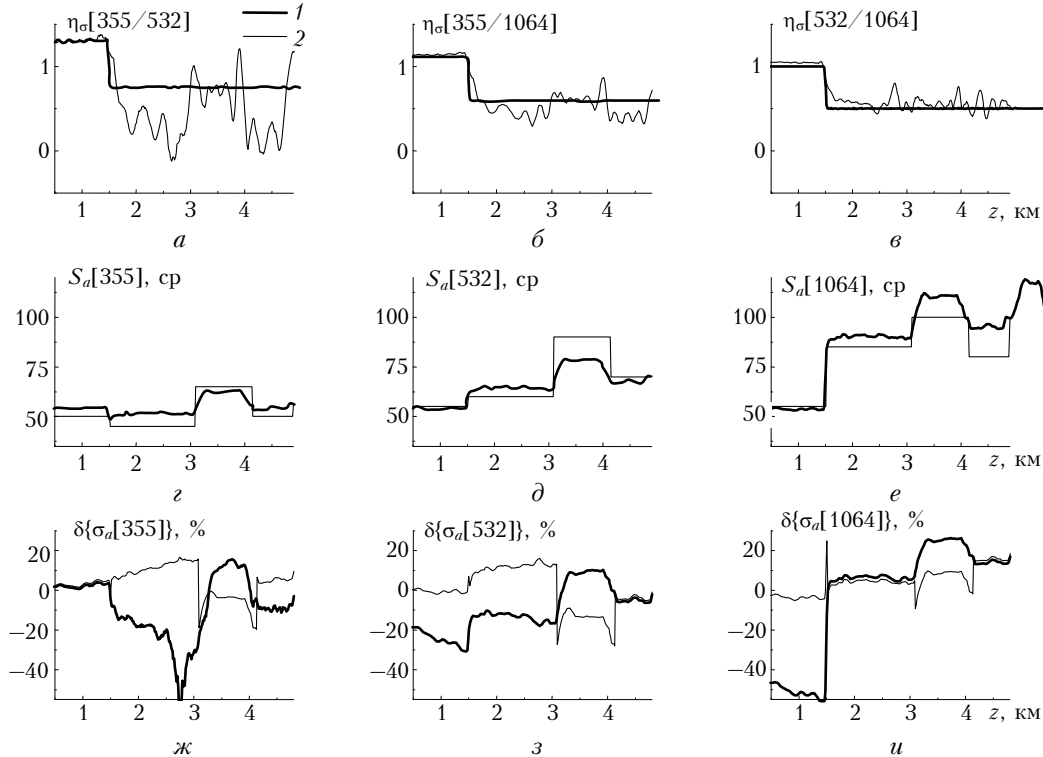 η_σ[355/532]
1
2
η_σ[355/1064]
η_σ[532/1064]
1
0
1
0
1
0
1 2 3 4
1 2 3 4
1 2 3 4 z, км
а
б
в
S_a[355], ср
S_a[532], ср
S_a[1064], ср
100
75
50
100
75
50
100
75
50
1 2 3 4
1 2 3 4
1 2 3 4 z, км
г
д
е
δ{σ_a[355]}, %
δ{σ_a[532]}, %
δ{σ_a[1064]}, %
20
0
−20
−40
20
0
−20
−40
20
0
−20
−40
1 2 3 4
1 2 3 4
1 2 3 4 z, км
ж
з
и